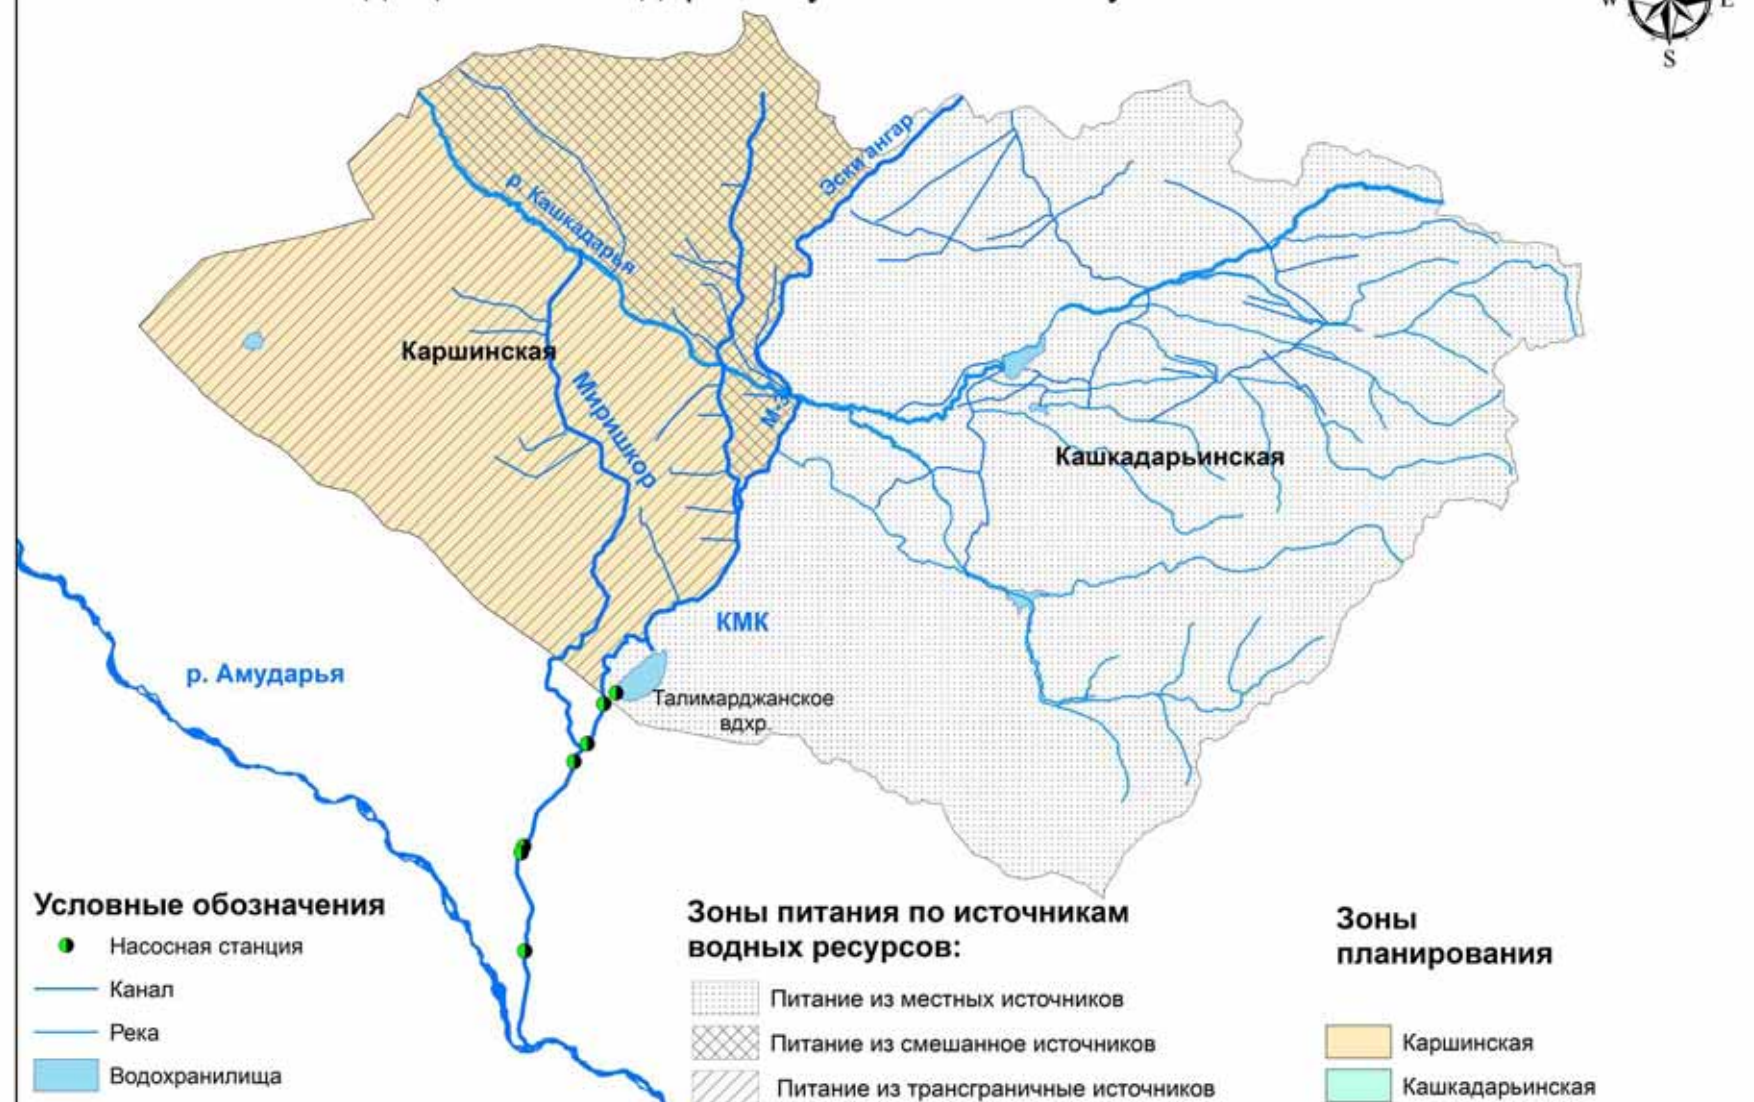 W
E
S
Эски ангар
р. Кашкадарья
Каршинская
Миришкор
М-3
Кашкадарьинская
КМК
р. Амударья
Талимарджанское
вдхр.
Условные обозначения
Насосная станция
Канал
Река
Водохранилища
Зоны питания по источникам
водных ресурсов:
Питание из местных источников
Питание из смешанное источников
Питание из трансграничные источников
Зоны
планирования
Каршинская
Кашкадарьинская